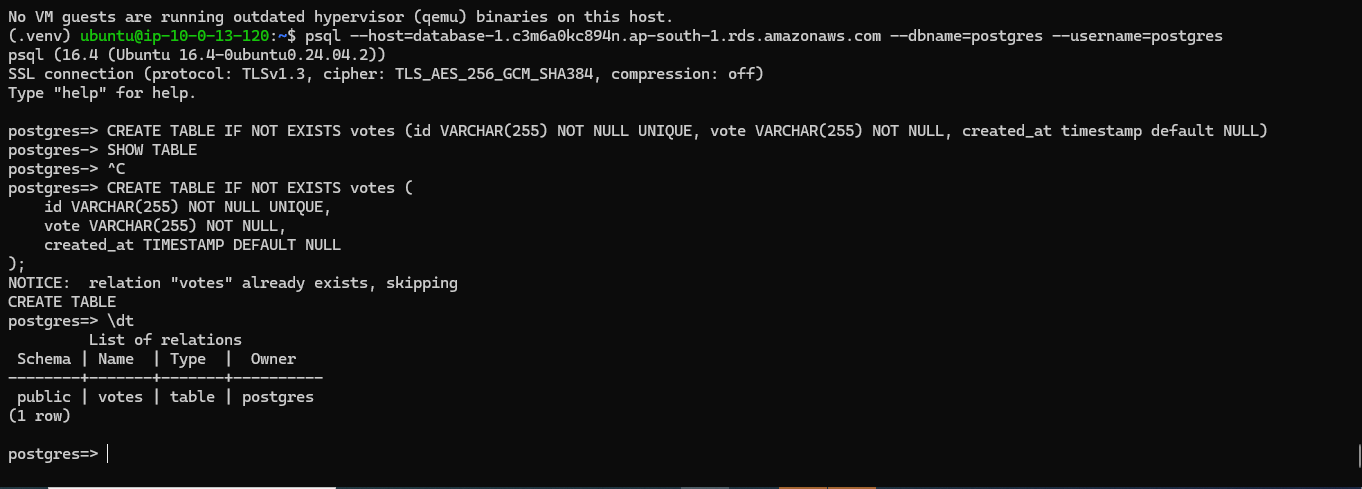 No VM guests are running outdated hypervisor (qemu) binaries on this host.
(.venv) ubuntu@ip-10-0-13-120:~$ psql --host=database-1.c3m6a0kc894n.ap-south-1.rds.amazonaws.com --dbname=postgres --username=postgres
psql (16.4 (Ubuntu 16.4-0ubuntu0.24.04.2))
SSL connection (protocol: TLSv1.3, cipher: TLS_AES_256_GCM_SHA384, compression: off)
Type "help" for help.

postgres=> CREATE TABLE IF NOT EXISTS votes (id VARCHAR(255) NOT NULL UNIQUE, vote VARCHAR(255) NOT NULL, created_at timestamp default NULL)
postgres-> SHOW TABLE
postgres-> ^C
postgres=> CREATE TABLE IF NOT EXISTS votes (
    id VARCHAR(255) NOT NULL UNIQUE,
    vote VARCHAR(255) NOT NULL,
    created_at TIMESTAMP DEFAULT NULL
);
NOTICE:  relation "votes" already exists, skipping
CREATE TABLE
postgres=> \dt
         List of relations
 Schema | Name  | Type  |  Owner
--------+-------+-------+----------
 public | votes | table | postgres
(1 row)

postgres=>